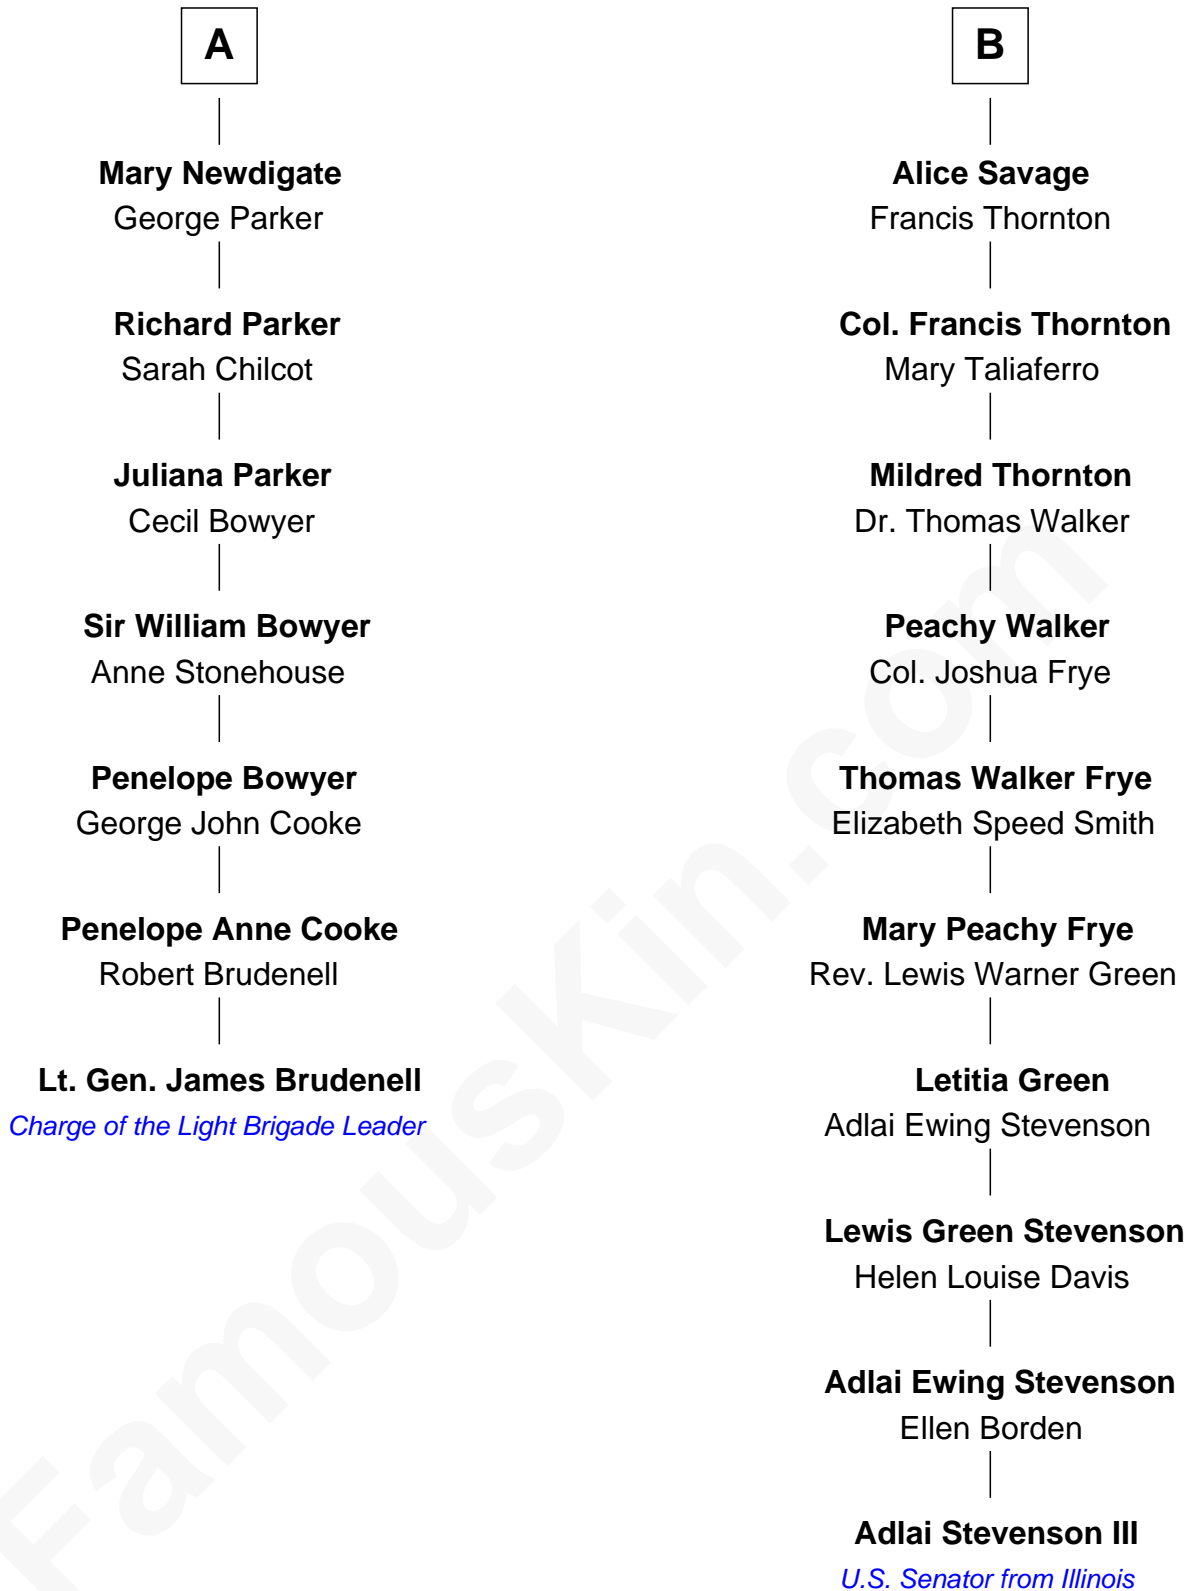 A
Mary Newdigate
George Parker
Richard Parker
Sarah Chilcot
Juliana Parker
Cecil Bowyer
Sir William Bowyer
Anne Stonehouse
Penelope Bowyer
George John Cooke
Penelope Anne Cooke
Robert Brudenell
Lt. Gen. James Brudenell
Charge of the Light Brigade Leader
B
Alice Savage
Francis Thornton
Col. Francis Thornton
Mary Taliaferro
Mildred Thornton
Dr. Thomas Walker
Peachy Walker
Col. Joshua Frye
Thomas Walker Frye
Elizabeth Speed Smith
Mary Peachy Frye
Rev. Lewis Warner Green
Letitia Green
Adlai Ewing Stevenson
Lewis Green Stevenson
Helen Louise Davis
Adlai Ewing Stevenson
Ellen Borden
Adlai Stevenson III
U.S. Senator from Illinois
FamousKin.com